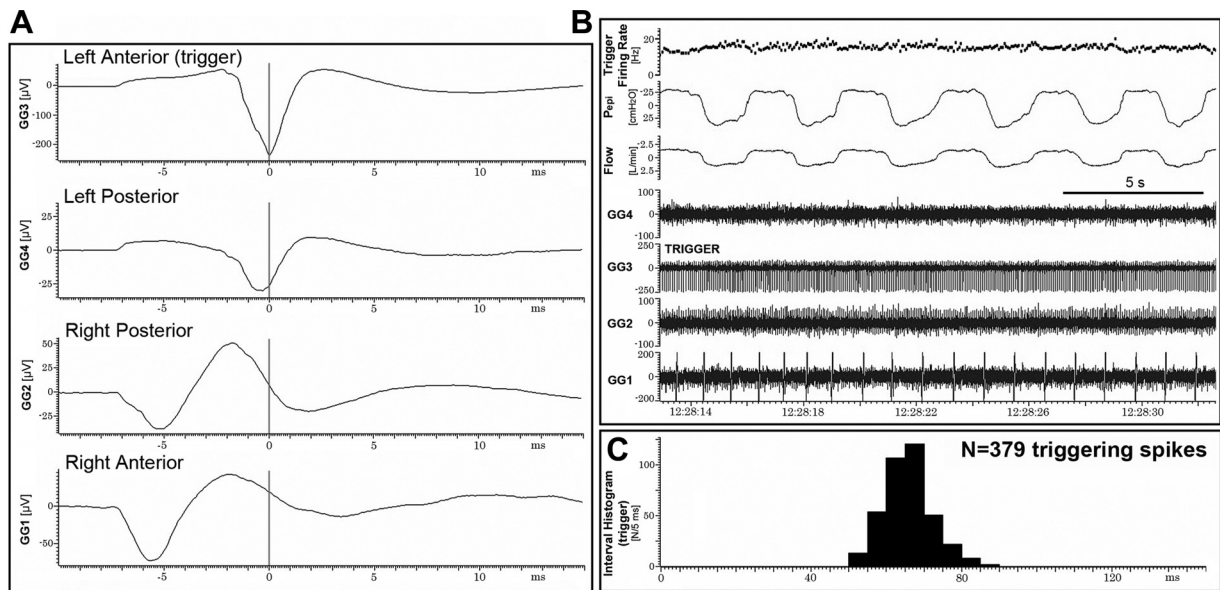 A
Left Anterior (trigger)
GG3 [µV]
0
-100
-200
-5
0
5
10
ms
Left Posterior
GG4 [µV]
25
0
-25
-5
0
5
10
ms
Right Posterior
GG2 [µV]
50
25
0
-25
-5
0
5
10
ms
Right Anterior
GG1 [µV]
0
-50
-5
0
5
10
ms
B
Trigger
Firing Rate
[Hz]
20
0
Pepi
[cmH2O]
-25
25
Flow
[L/min]
-2.5
2.5
5 s
GG4
100
0
-100
TRIGGER
GG3
250
0
-250
GG2
100
0
-100
GG1
200
0
-200
12:28:14
12:28:18
12:28:22
12:28:26
12:28:30
C
N=379 triggering spikes
Interval Histogram
(trigger)
[N/5 ms]
100
50
0
0
40
80
120
ms